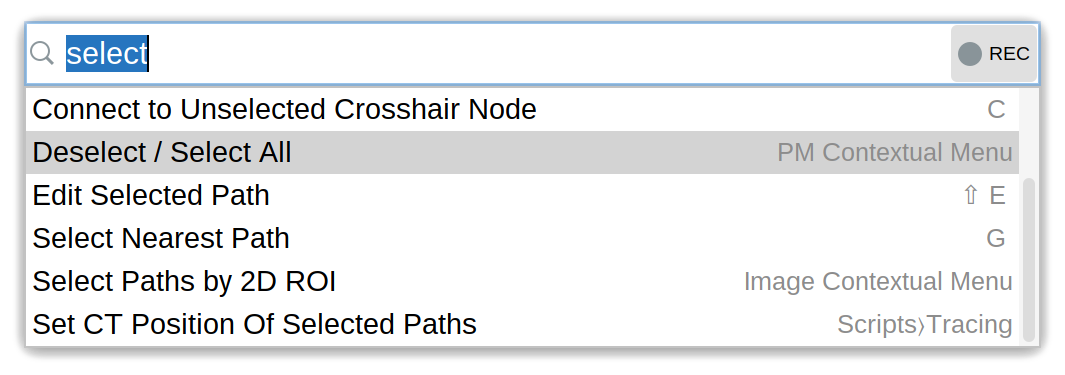 select
REC
Connect to Unselected Crosshair Node C
Deselect / Select All PM Contextual Menu
Edit Selected Path ⇧ E
Select Nearest Path G
Select Paths by 2D ROI Image Contextual Menu
Set CT Position Of Selected Paths Scripts⟩Tracing